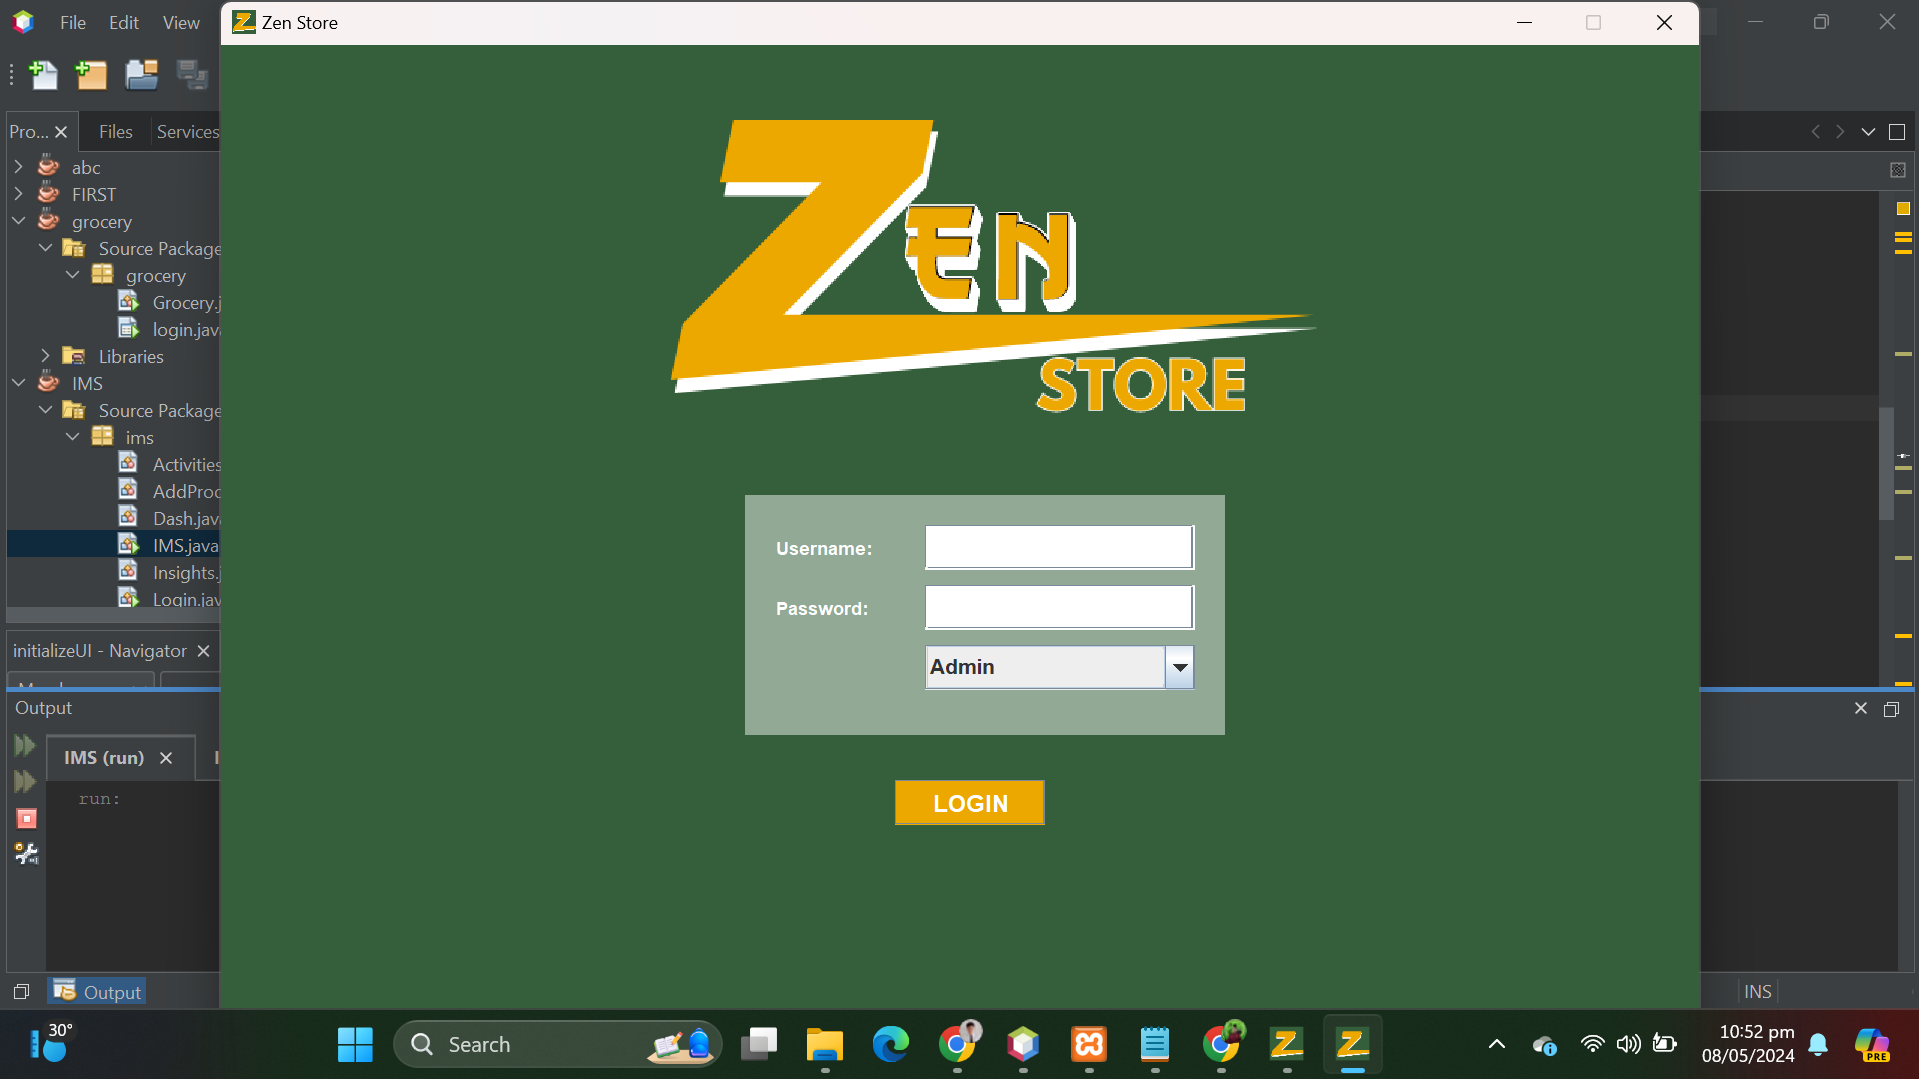 File Edit View
Zen Store
Pro... Files Services
abc
FIRST
grocery
Source Package
grocery
Grocery.j
login.java
Libraries
IMS
Source Package
ims
Activities
AddProd
Dash.java
IMS.java
Insights.j
Login.jav
initializeUI - Navigator
Output
IMS (run)
run:
Output
INS
ZEN
STORE
Username:
Password:
Admin
LOGIN
30°
Search
10:52 pm
08/05/2024
PRE